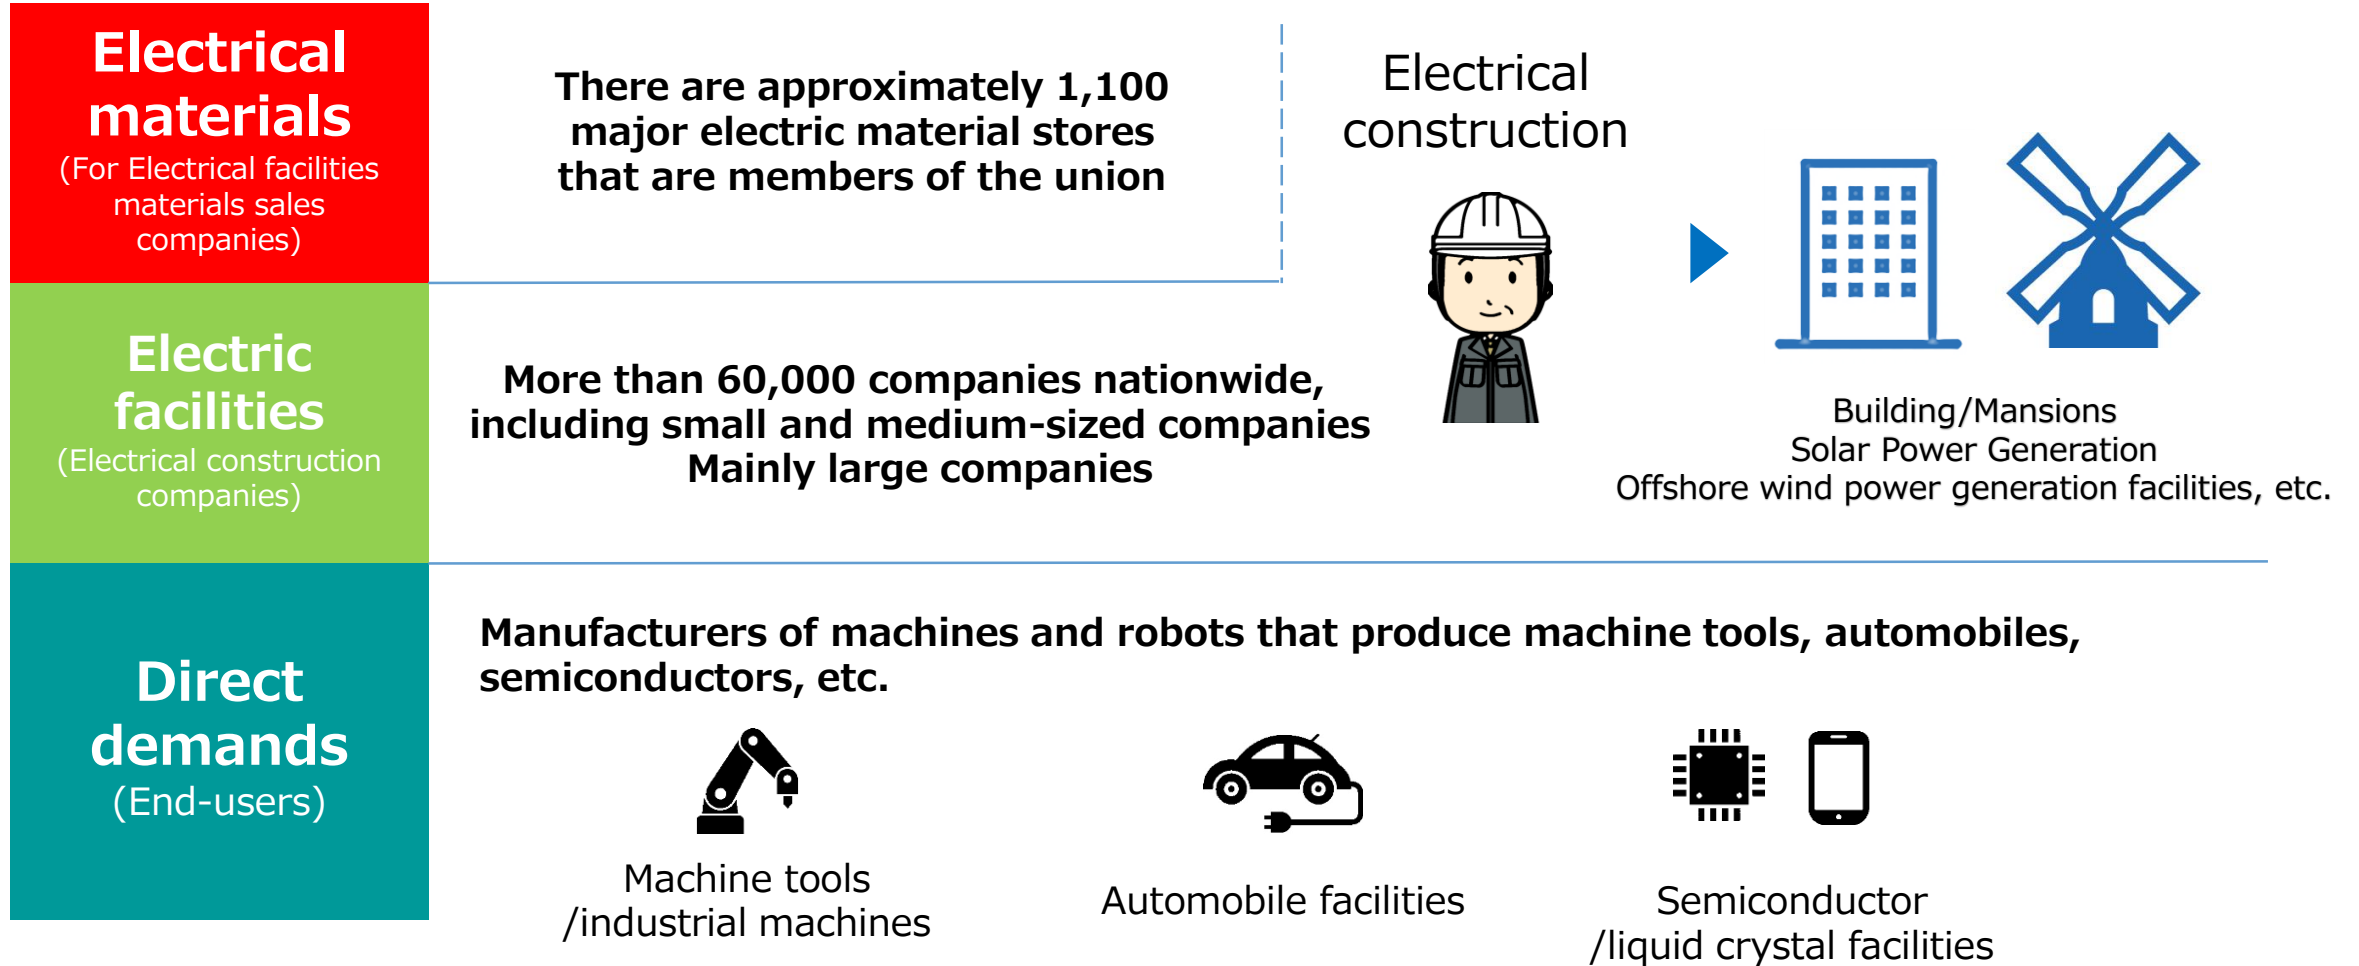 Electrical
materials
(For Electrical facilities
materials sales
companies)
There are approximately 1,100
major electric material stores
that are members of the union
Electrical
construction
Electric
facilities
(Electrical construction
companies)
More than 60,000 companies nationwide,
including small and medium-sized companies
Mainly large companies
Building/Mansions
Solar Power Generation
Offshore wind power generation facilities, etc.
Direct
demands
(End-users)
Manufacturers of machines and robots that produce machine tools, automobiles,
semiconductors, etc.
Machine tools
/industrial machines
Automobile facilities
Semiconductor
/liquid crystal facilities